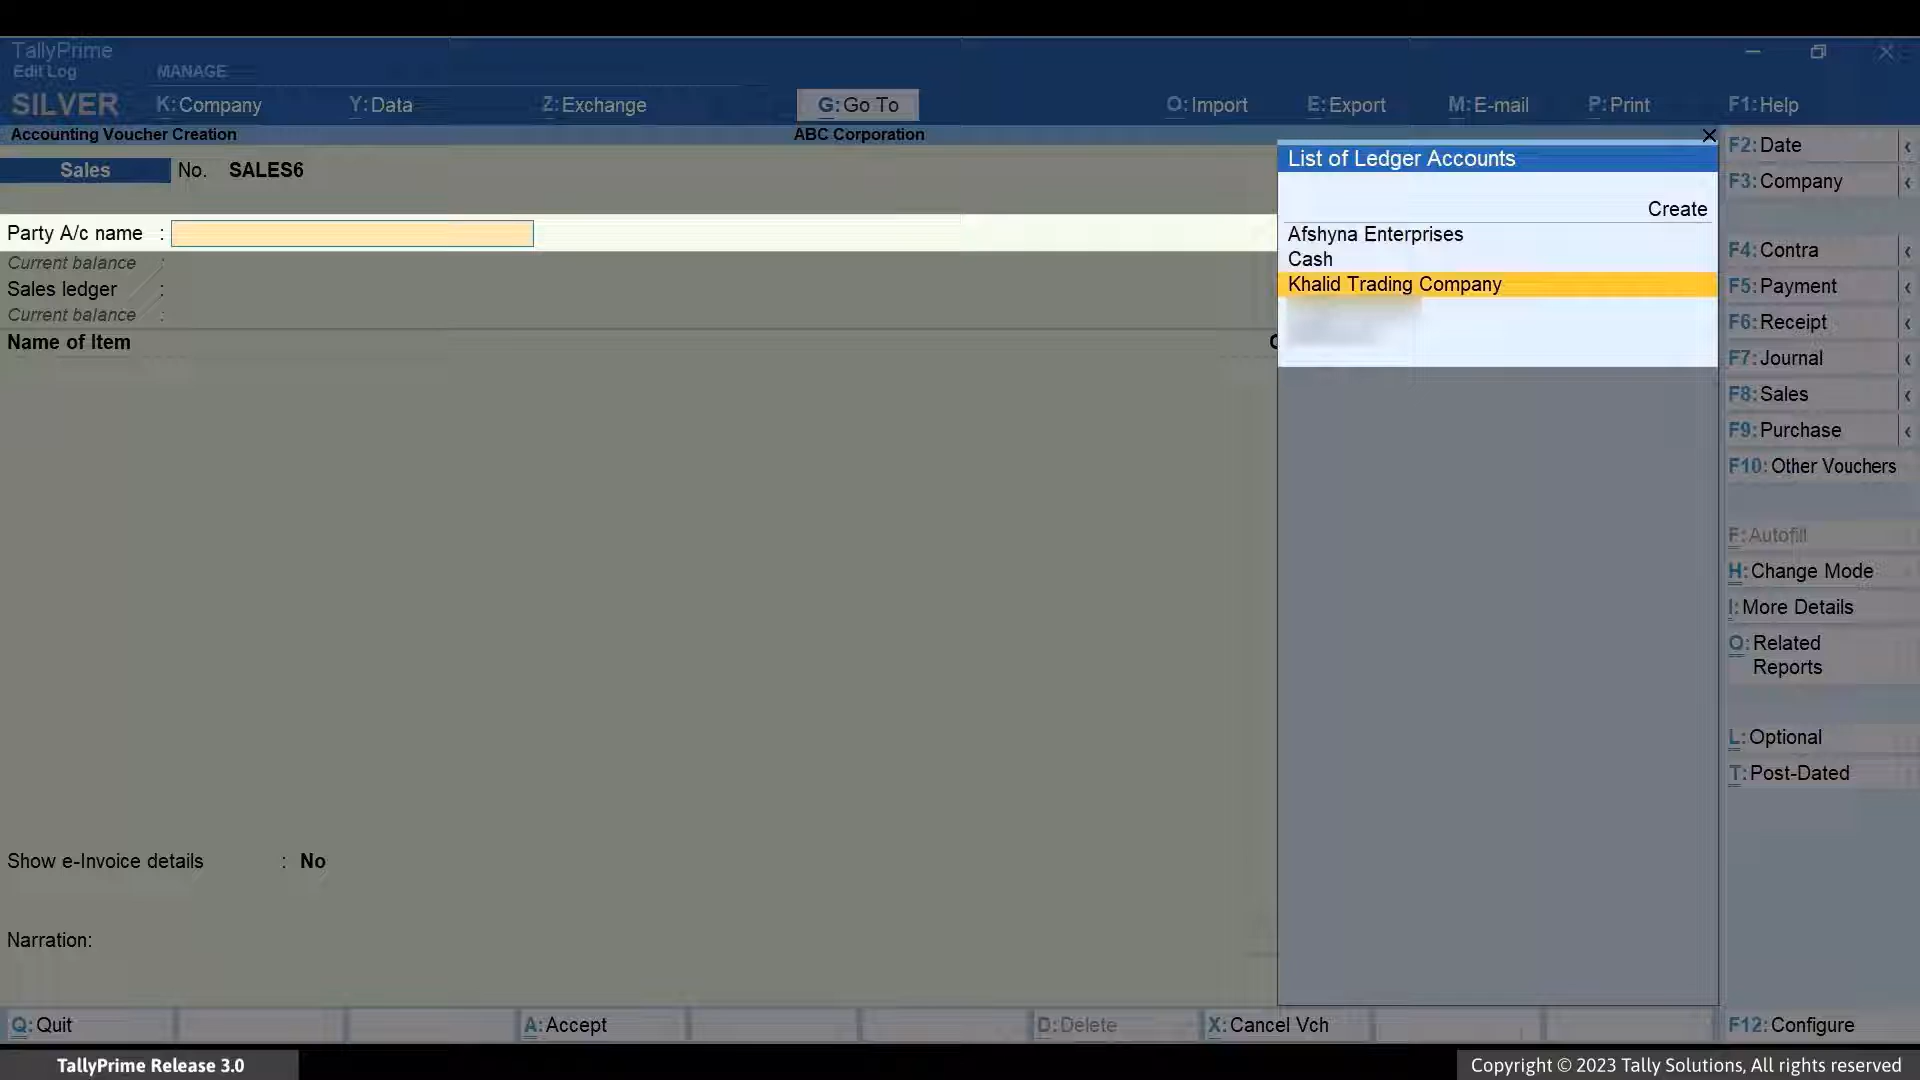 TallyPrime
Edit Log
MANAGE
SILVER
K:Company
Y:Data
Z:Exchange
G:Go To
O:Import
E:Export
M:E-mail
P:Print
F1:Help
Accounting Voucher Creation
ABC Corporation
Sales
No. SALES6
Party A/c name :
Current balance :
Sales ledger :
Current balance :
Name of Item
List of Ledger Accounts
Create
Afshyna Enterprises
Cash
Khalid Trading Company
F2:Date
F3:Company
F4:Contra
F5:Payment
F6:Receipt
F7:Journal
F8:Sales
F9:Purchase
F10:Other Vouchers
F:Autofill
H:Change Mode
I:More Details
O:Related
Reports
L:Optional
T:Post-Dated
Show e-Invoice details : No
Narration:
Q:Quit
A:Accept
D:Delete
X:Cancel Vch
F12:Configure
TallyPrime Release 3.0
Copyright © 2023 Tally Solutions, All rights reserved